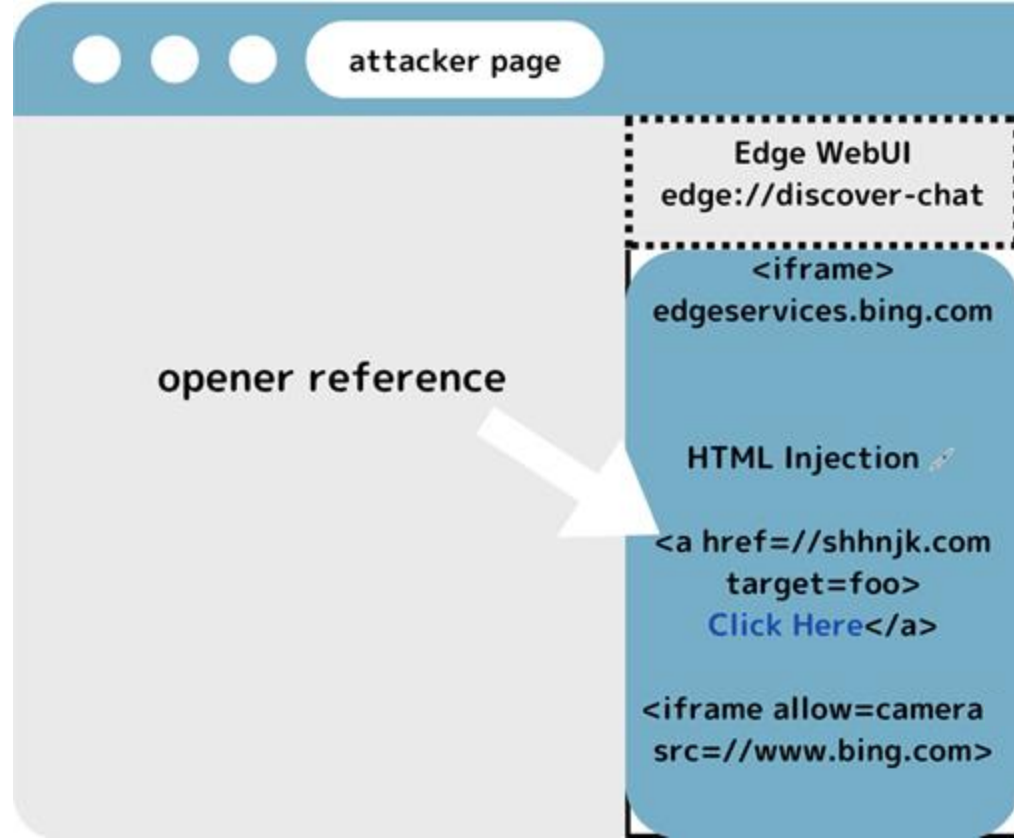 attacker page
Edge WebUI
edge://discover-chat
<iframe>
edgeservices.bing.com
opener reference
HTML Injection
<a href=//shhnjk.com
target=foo>
Click Here</a>
<iframe allow=camera
src=//www.bing.com>